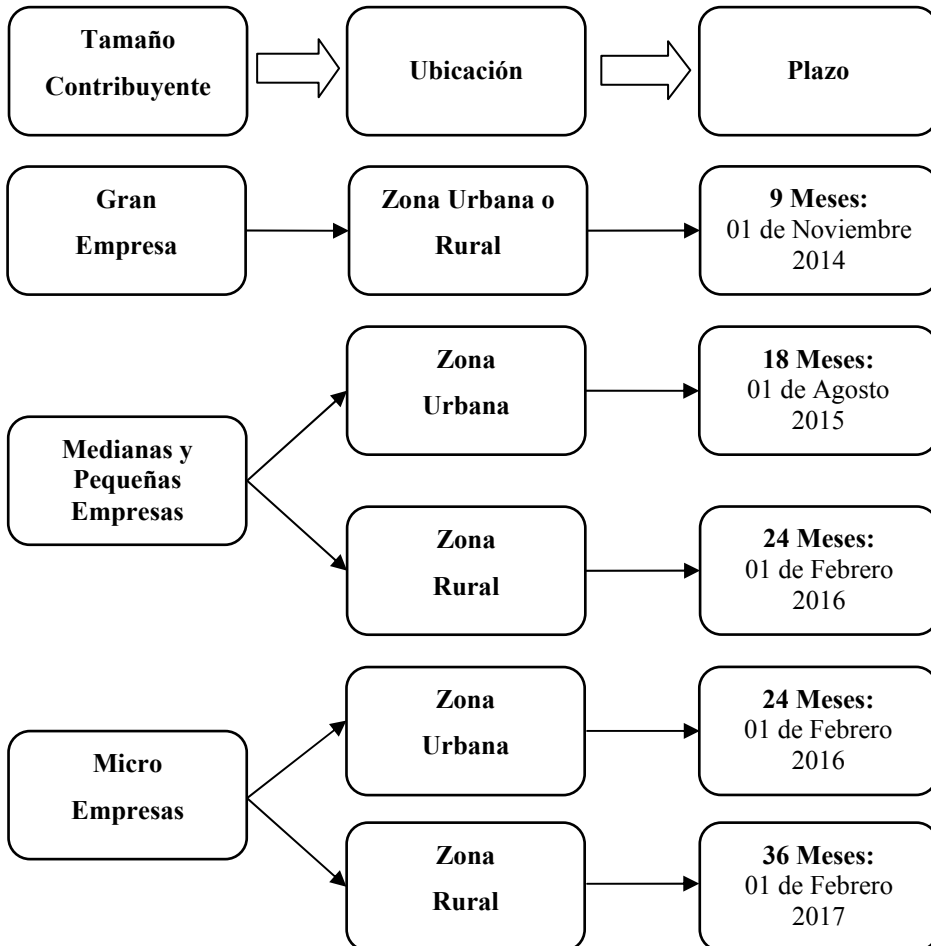 Tamaño
Contribuyente
Ubicación
Plazo
Gran
Empresa
Zona Urbana o
Rural
9 Meses:
01 de Noviembre
2014
Medianas y
Pequeñas
Empresas
Zona
Urbana
18 Meses:
01 de Agosto
2015
Zona
Rural
24 Meses:
01 de Febrero
2016
Micro
Empresas
Zona
Urbana
24 Meses:
01 de Febrero
2016
Zona
Rural
36 Meses:
01 de Febrero
2017